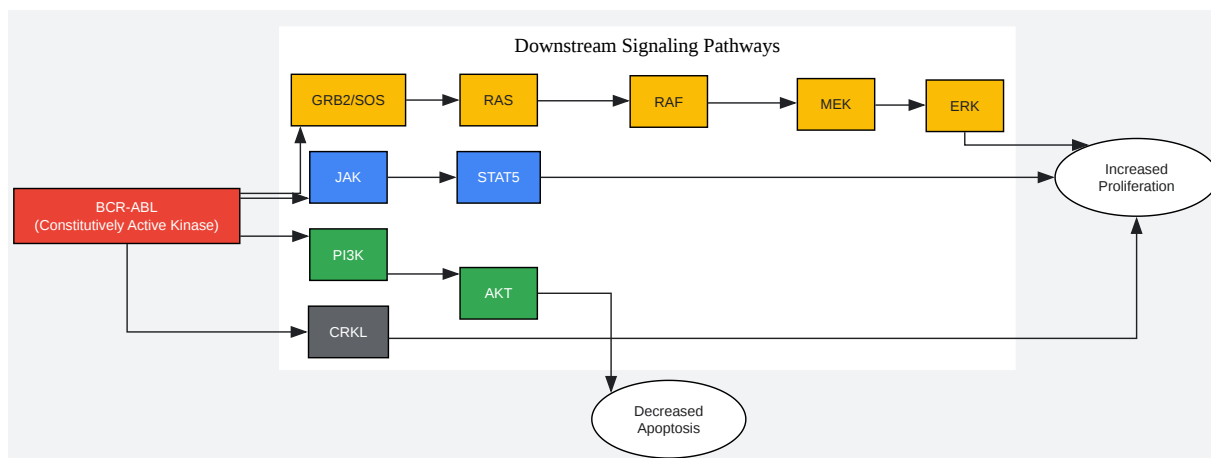 Downstream Signaling Pathways
GRB2/SOS
RAS
RAF
MEK
ERK
JAK
STAT5
Increased
Proliferation
BCR-ABL
(Constitutively Active Kinase)
PI3K
AKT
CRKL
Decreased
Apoptosis